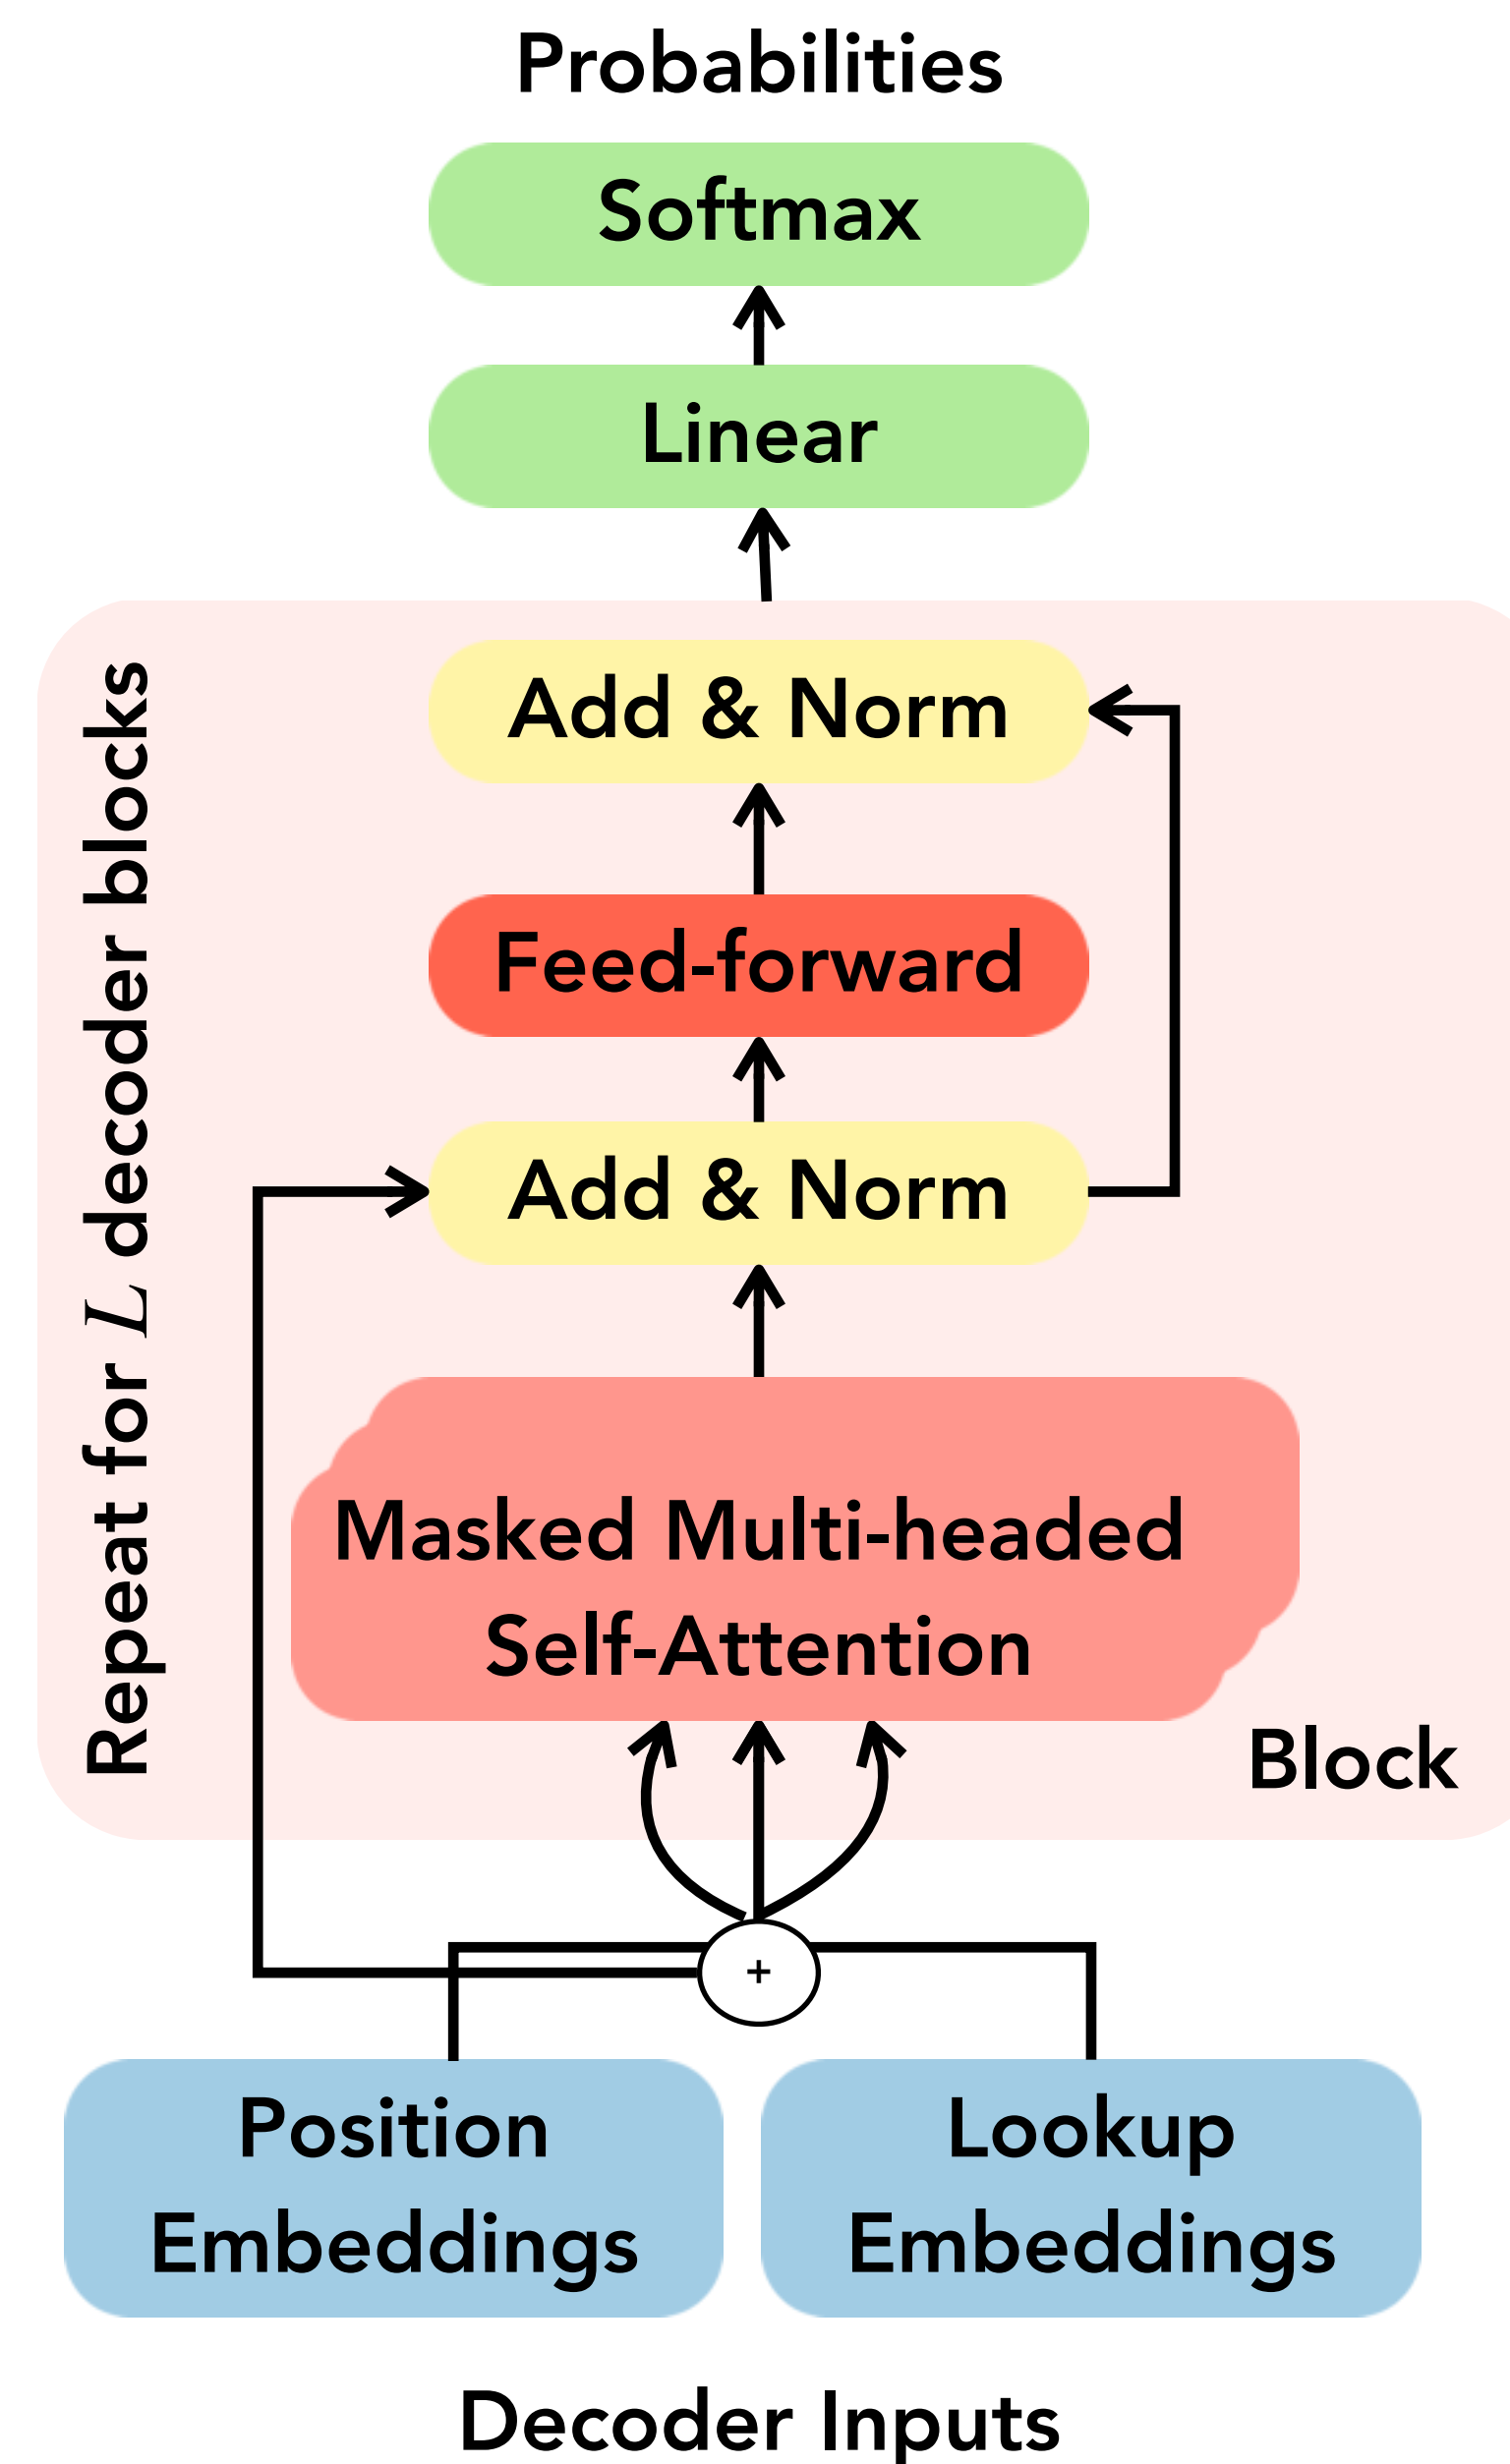 Probabilities
Softmax
Linear
Add & Norm
Feed-forward
Add & Norm
Masked Multi-headed
Self-Attention
Repeat for L decoder blocks
Block
+
Position
Embeddings
Lookup
Embeddings
Decoder Inputs